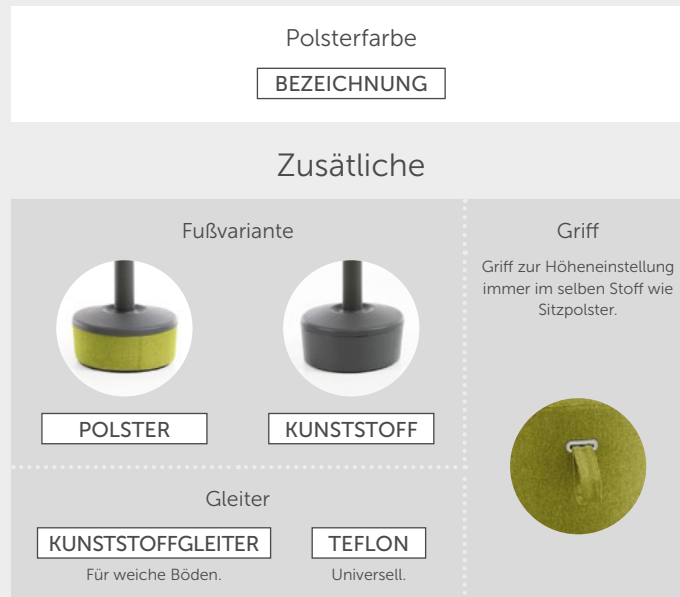 Polsterfarbe
BEZEICHNUNG
Zusätliche
Fußvariante
POLSTER
KUNSTSTOFF
Griff
Griff zur Höheneinstellung
immer im selben Stoff wie
Sitzpolster.
Gleiter
KUNSTSTOFFGLEITER
Für weiche Böden.
TEFLON
Universell.